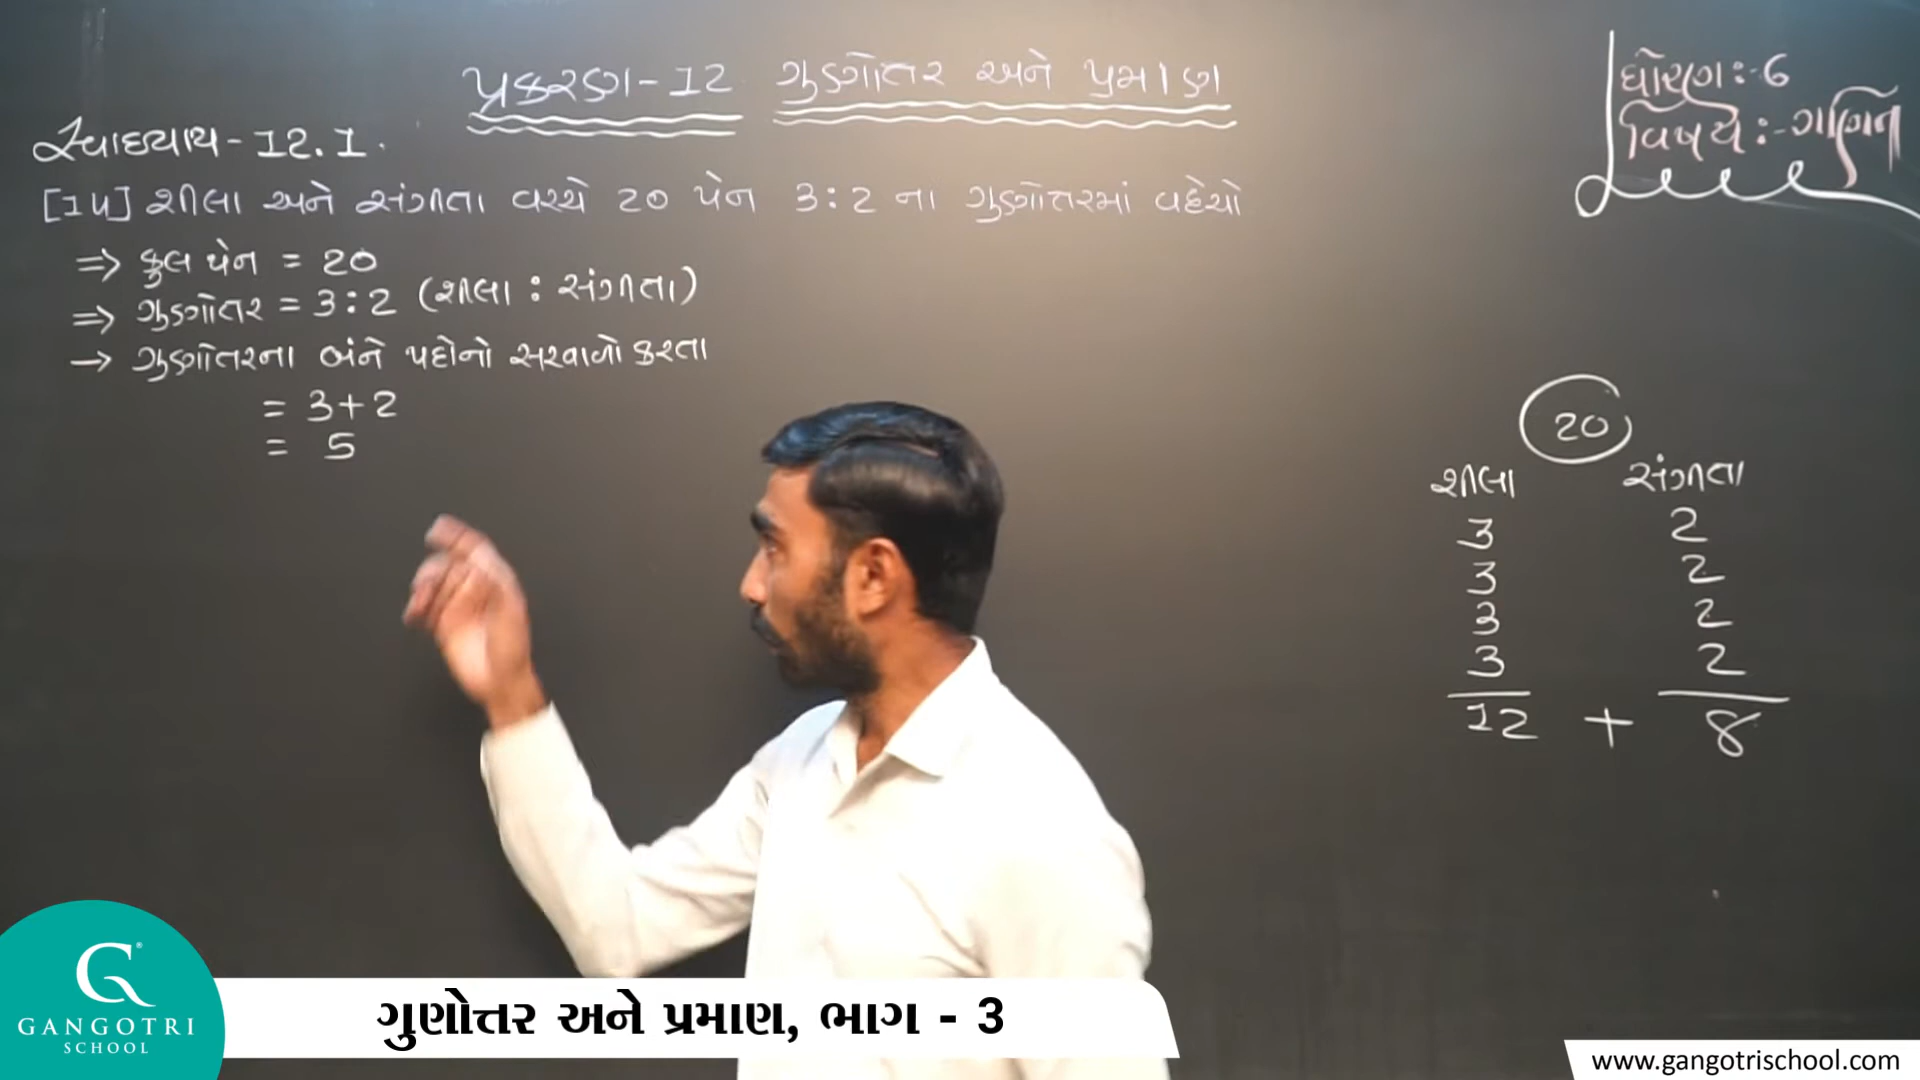 પ્રકરણ-12 ગુણોતર અને પ્રમાણ
ધોરણ:-6
વિષય:-ગણિત
સ્વાધ્યાય-12.1.
[14] શીલા અને સંગીતા વચ્ચે 20 પેન 3:2 ના ગુણોતરમાં વહેચો
=> કુલ પેન = 20
=> ગુણોતર = 3:2 (શીલા : સંગીતા)
→ ગુણોતરના બંને પદોનો સરવાળો કરતા
= 3+2
= 5
20
શીલા સંગીતા
3 2
3 2
3 2
3 2
12 + 8
G®
GANGOTRI
SCHOOL
ગુણોત્તર અને પ્રમાણ, ભાગ - 3
www.gangotrischool.com